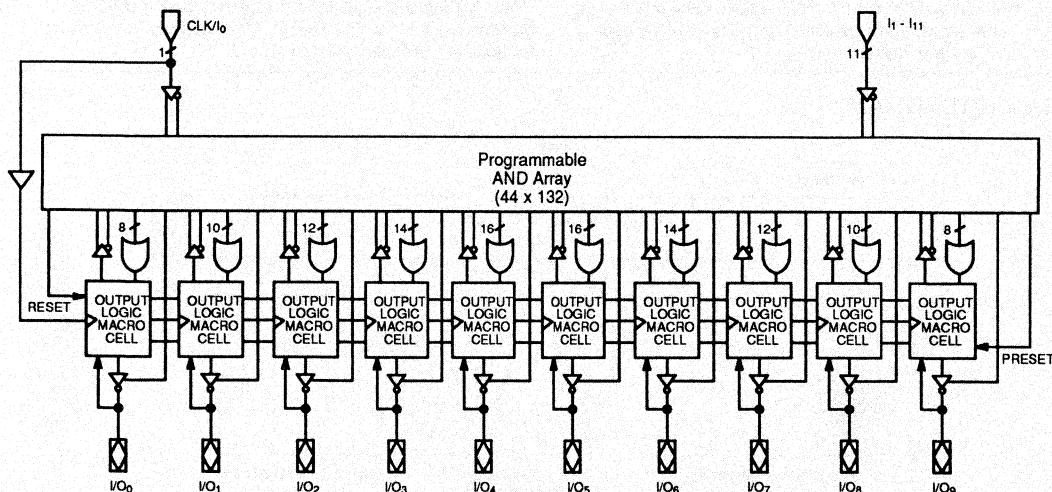 CLK/I0
I1 - I11
1
11
Programmable
AND Array
(44 x 132)
8 10 12 14 16 16 14 12 10 8
RESET
OUTPUT LOGIC MACRO CELL
OUTPUT LOGIC MACRO CELL
OUTPUT LOGIC MACRO CELL
OUTPUT LOGIC MACRO CELL
OUTPUT LOGIC MACRO CELL
OUTPUT LOGIC MACRO CELL
OUTPUT LOGIC MACRO CELL
OUTPUT LOGIC MACRO CELL
OUTPUT LOGIC MACRO CELL
OUTPUT LOGIC MACRO CELL
PRESET
I/O0 I/O1 I/O2 I/O3 I/O4 I/O5 I/O6 I/O7 I/O8 I/O9